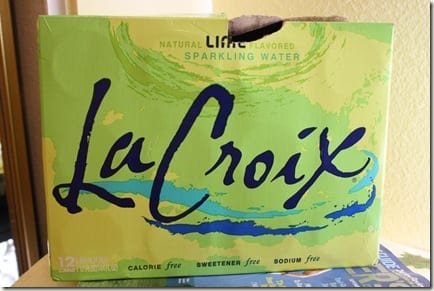 NATURAL LIME FLAVORED
SPARKLING WATER
LaCroix
12
CALORIE free SWEETENER free SODIUM free